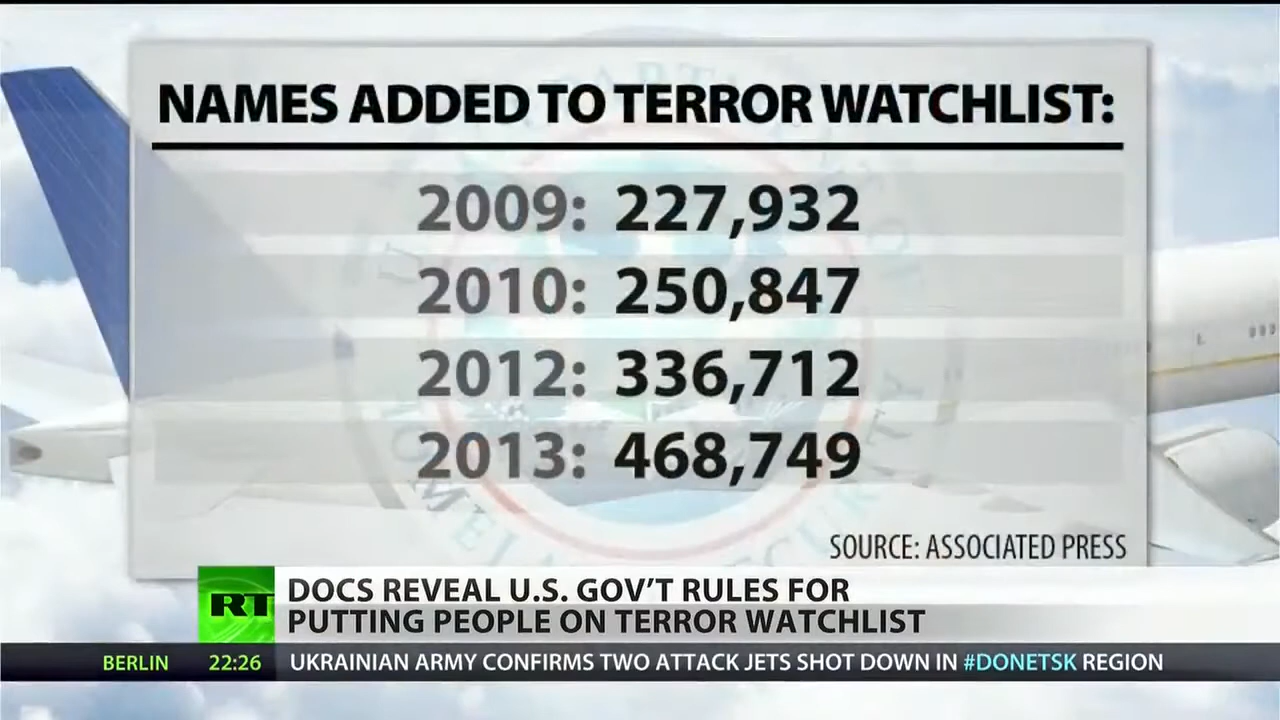 NAMES ADDED TO TERROR WATCHLIST:
2009: 227,932
2010: 250,847
2012: 336,712
2013: 468,749
SOURCE: ASSOCIATED PRESS
RT
DOCS REVEAL U.S. GOV'T RULES FOR
PUTTING PEOPLE ON TERROR WATCHLIST
BERLIN 22:26 UKRAINIAN ARMY CONFIRMS TWO ATTACK JETS SHOT DOWN IN #DONETSK REGION